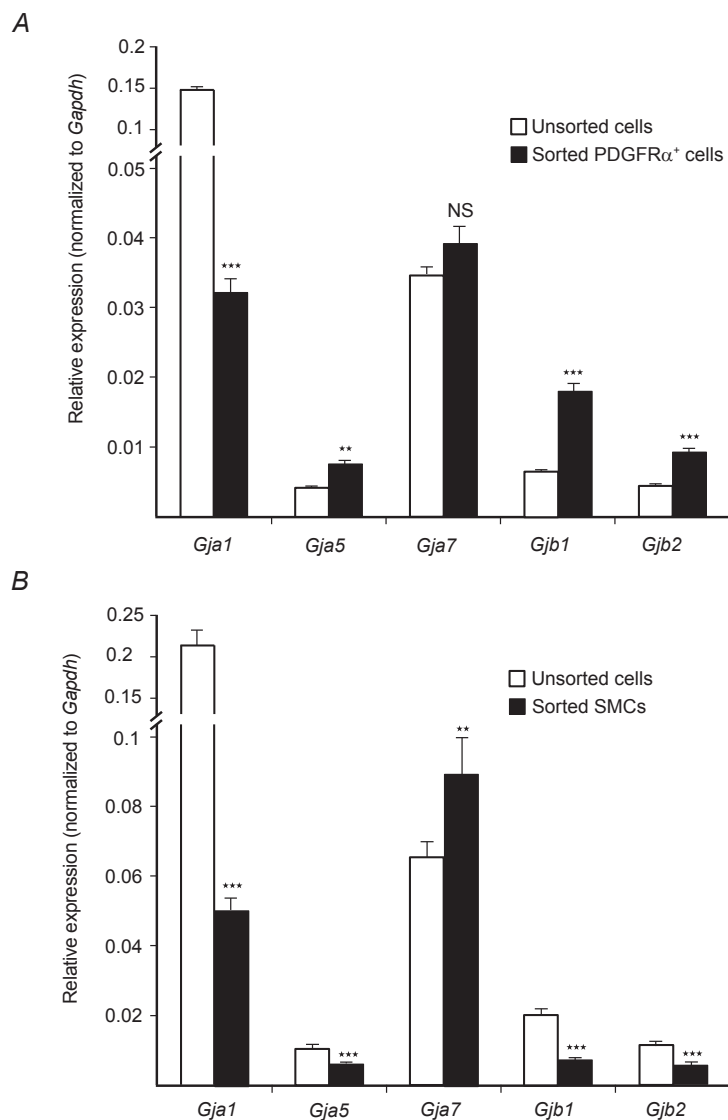 A
Relative expression (normalized to Gapdh)
0.2
0.15
0.1
0.05
0.04
0.03
0.02
0.01
Unsorted cells
Sorted PDGFRα+ cells
***
**
NS
***
***
Gja1 Gja5 Gja7 Gjb1 Gjb2
B
Relative expression (normalized to Gapdh)
0.25
0.2
0.15
0.1
0.08
0.06
0.04
0.02
Unsorted cells
Sorted SMCs
***
***
**
***
***
Gja1 Gja5 Gja7 Gjb1 Gjb2